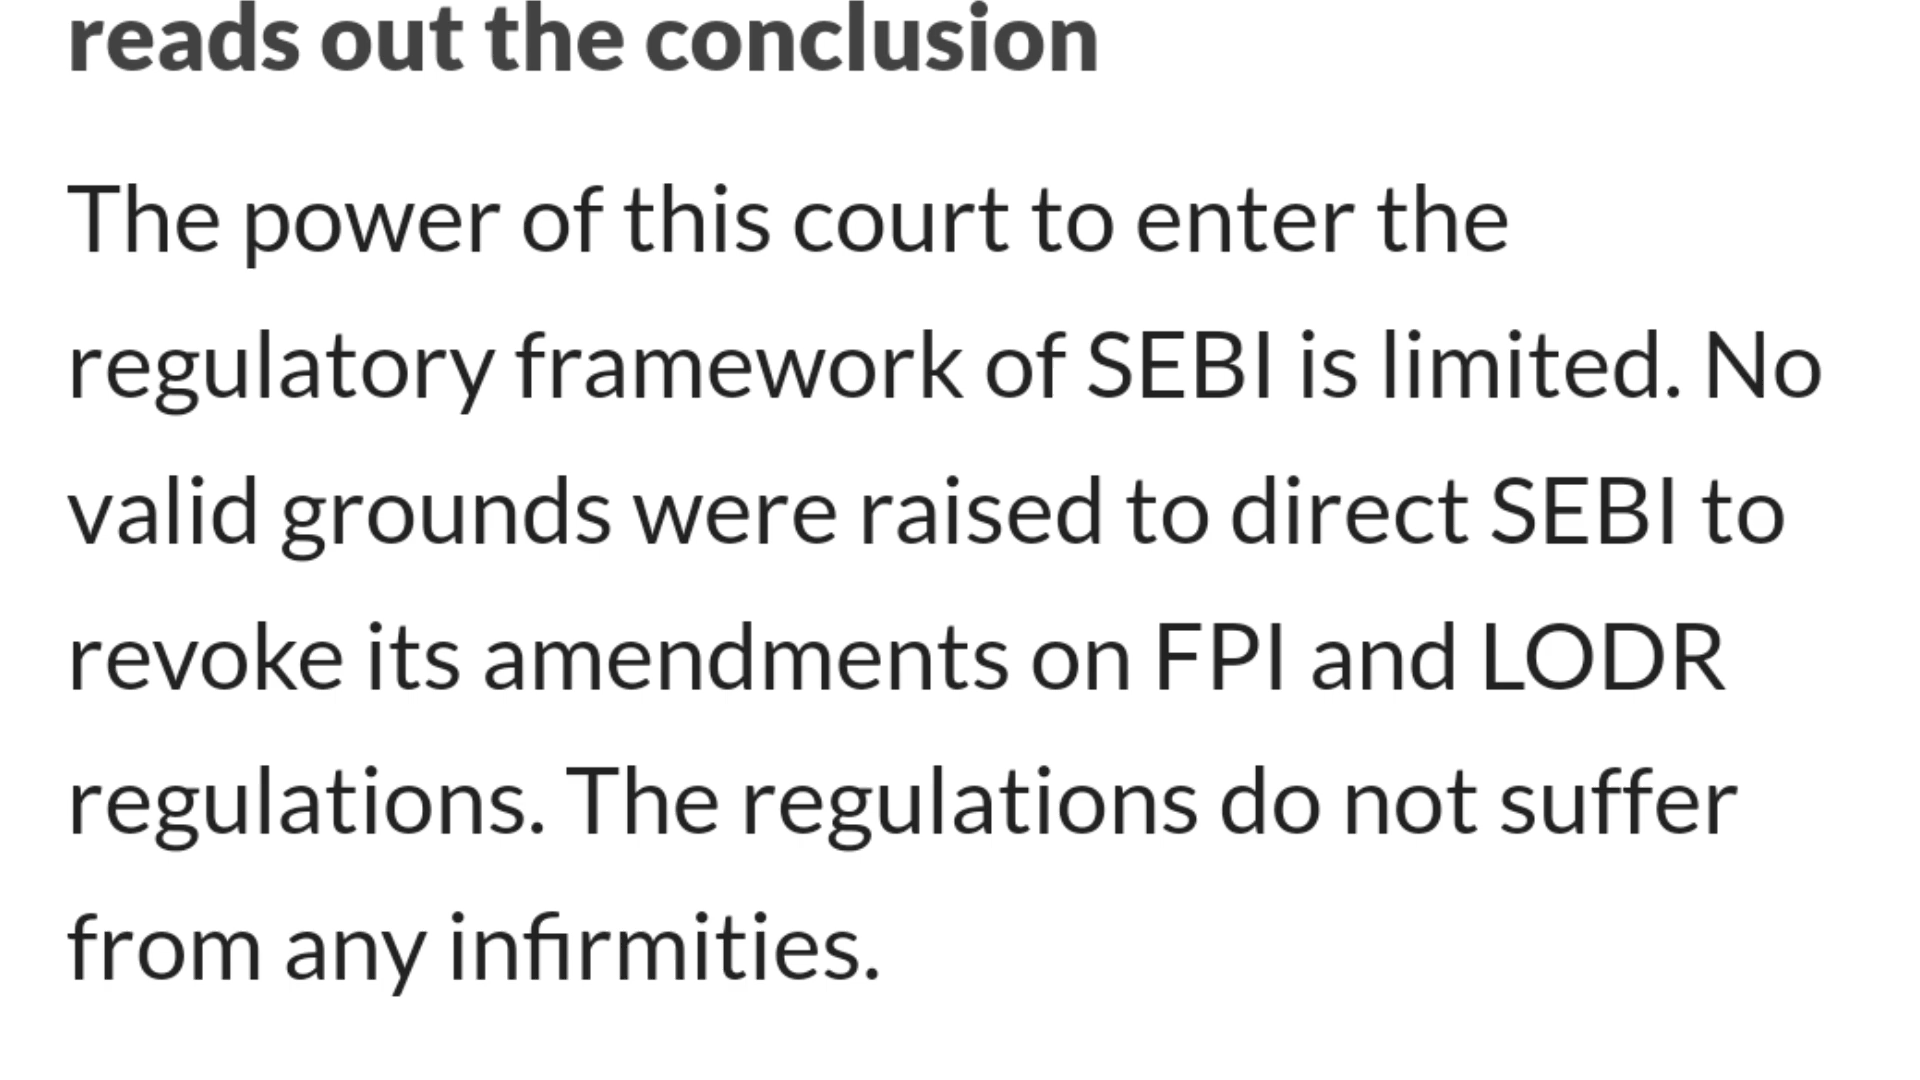 reads out the conclusion
The power of this court to enter the
regulatory framework of SEBI is limited. No
valid grounds were raised to direct SEBI to
revoke its amendments on FPI and LODR
regulations. The regulations do not suffer
from any infirmities.